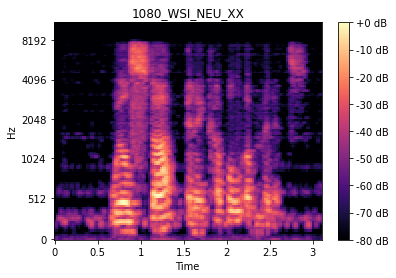 1080_WSI_NEU_XX
+0 dB
8192
-10 dB
4096
-20 dB
-30 dB
2048
Hz
-40 dB
1024
-50 dB
-60 dB
512
-70 dB
0
-80 dB
0 0.5 1 1.5 2 2.5 3
Time